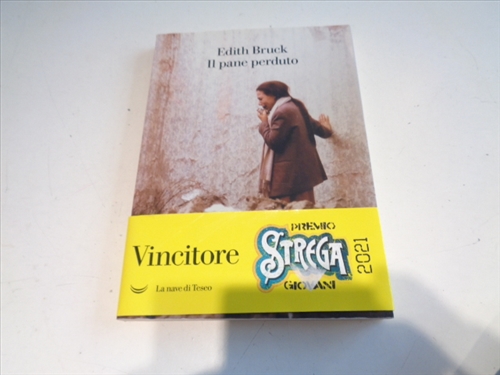 Edith Bruck
Il pane perduto
Vincitore
PREMIO
STREGA
GIOVANI
2021
La nave di Teseo